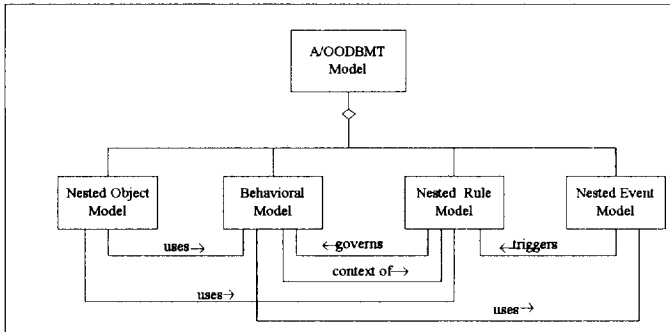 A/OODBMT
Model
Nested Object
Model
Behavioral
Model
Nested Rule
Model
Nested Event
Model
uses→
←governs
←triggers
context of→
uses→
uses→